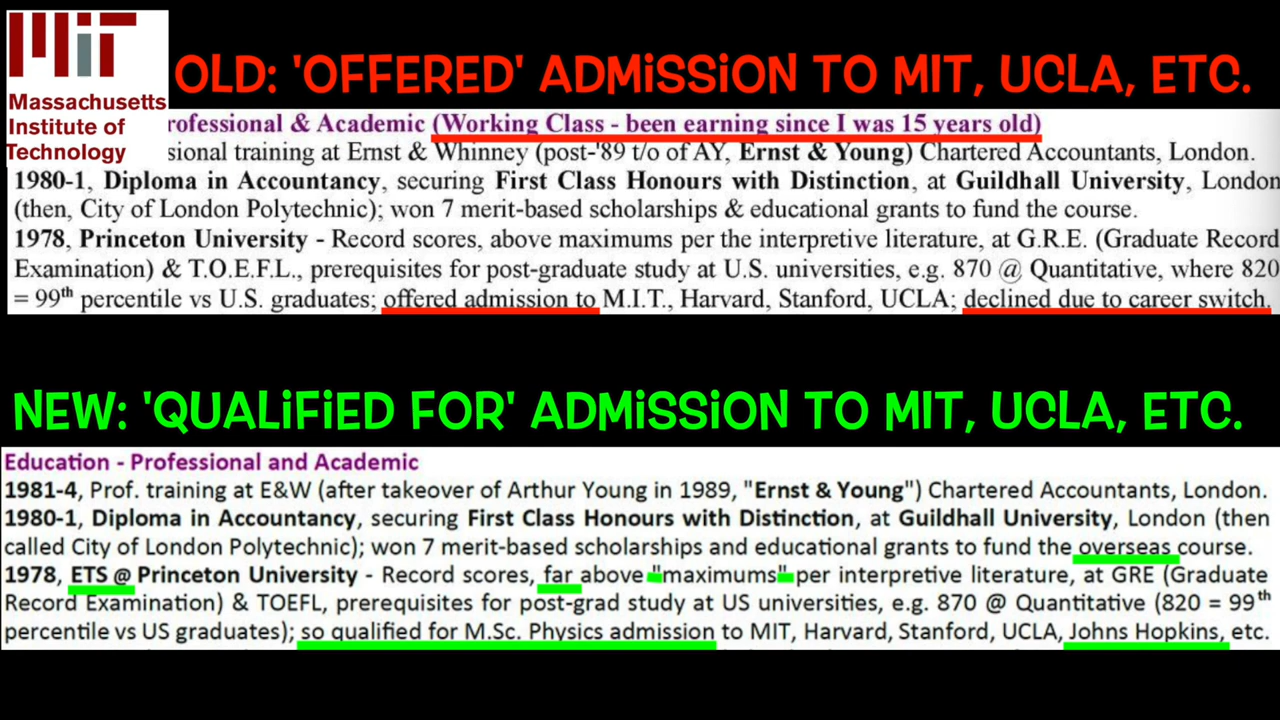 MIT
OLD: 'OFFERED' ADMISSION TO MIT, UCLA, ETC.
Massachusetts
Institute of
Technology
rofessional & Academic (Working Class - been earning since I was 15 years old)
sional training at Ernst & Whinney (post-'89 t/o of AY, Ernst & Young) Chartered Accountants, London.
1980-1, Diploma in Accountancy, securing First Class Honours with Distinction, at Guildhall University, London
(then, City of London Polytechnic); won 7 merit-based scholarships & educational grants to fund the course.
1978, Princeton University - Record scores, above maximums per the interpretive literature, at G.R.E. (Graduate Record
Examination) & T.O.E.F.L., prerequisites for post-graduate study at U.S. universities, e.g. 870 @ Quantitative, where 820
= 99th percentile vs U.S. graduates; offered admission to M.I.T., Harvard, Stanford, UCLA; declined due to career switch.
NEW: 'QUALIFIED FOR' ADMISSION TO MIT, UCLA, ETC.
Education - Professional and Academic
1981-4, Prof. training at E&W (after takeover of Arthur Young in 1989, "Ernst & Young") Chartered Accountants, London.
1980-1, Diploma in Accountancy, securing First Class Honours with Distinction, at Guildhall University, London (then
called City of London Polytechnic); won 7 merit-based scholarships and educational grants to fund the overseas course.
1978, ETS @ Princeton University - Record scores, far above "maximums" per interpretive literature, at GRE (Graduate
Record Examination) & TOEFL, prerequisites for post-grad study at US universities, e.g. 870 @ Quantitative (820 = 99th
percentile vs US graduates); so qualified for M.Sc. Physics admission to MIT, Harvard, Stanford, UCLA, Johns Hopkins, etc.